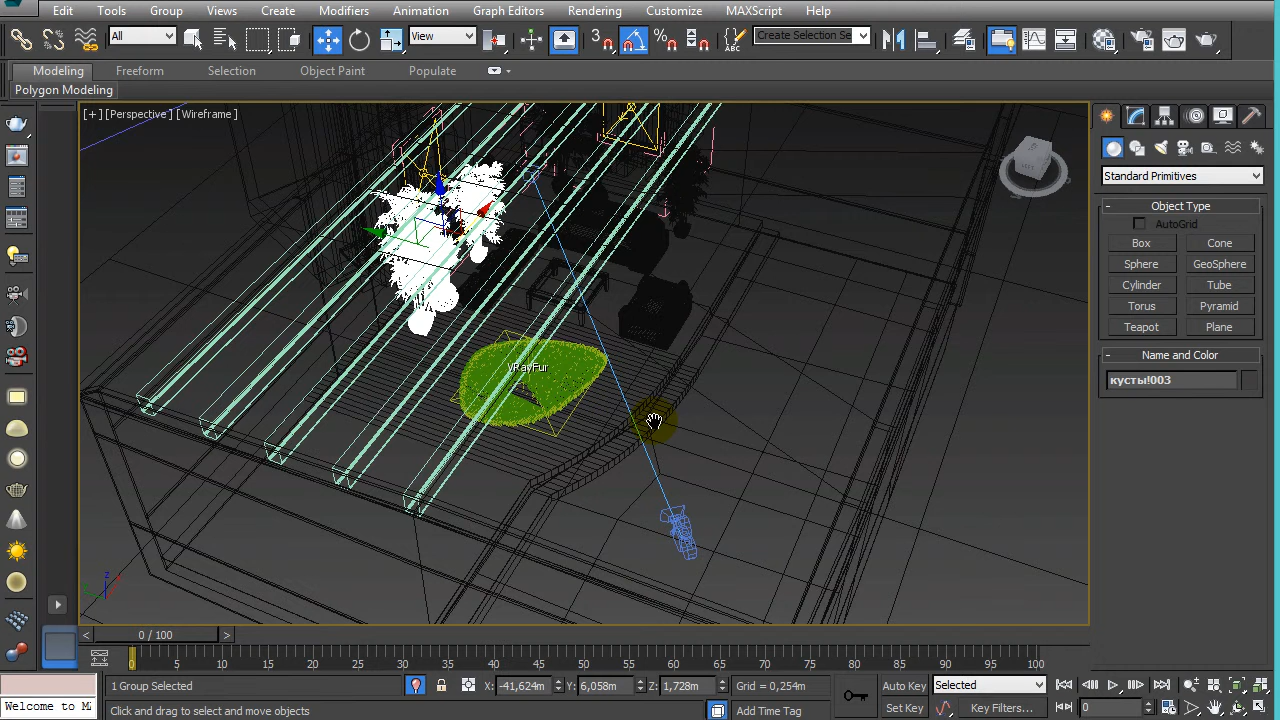 Edit Tools Group Views Create Modifiers Animation Graph Editors Rendering Customize MAXScript Help
All View 3 Create Selection Se
Modeling Freeform Selection Object Paint Populate
Polygon Modeling
[+] [Perspective] [Wireframe]
Standard Primitives
- Object Type
AutoGrid
Box Cone
Sphere GeoSphere
Cylinder Tube
Torus Pyramid
Teapot Plane
- Name and Color
кусты!003
VRayFur
z
< 0 / 100 >
0 5 10 15 20 25 30 35 40 45 50 55 60 65 70 75 80 85 90 95 100
1 Group Selected X: -41,624m Y: 6,058m Z: 1,728m Grid = 0,254m Auto Key Selected
Welcome to Ma Click and drag to select and move objects Add Time Tag Set Key Key Filters... 0